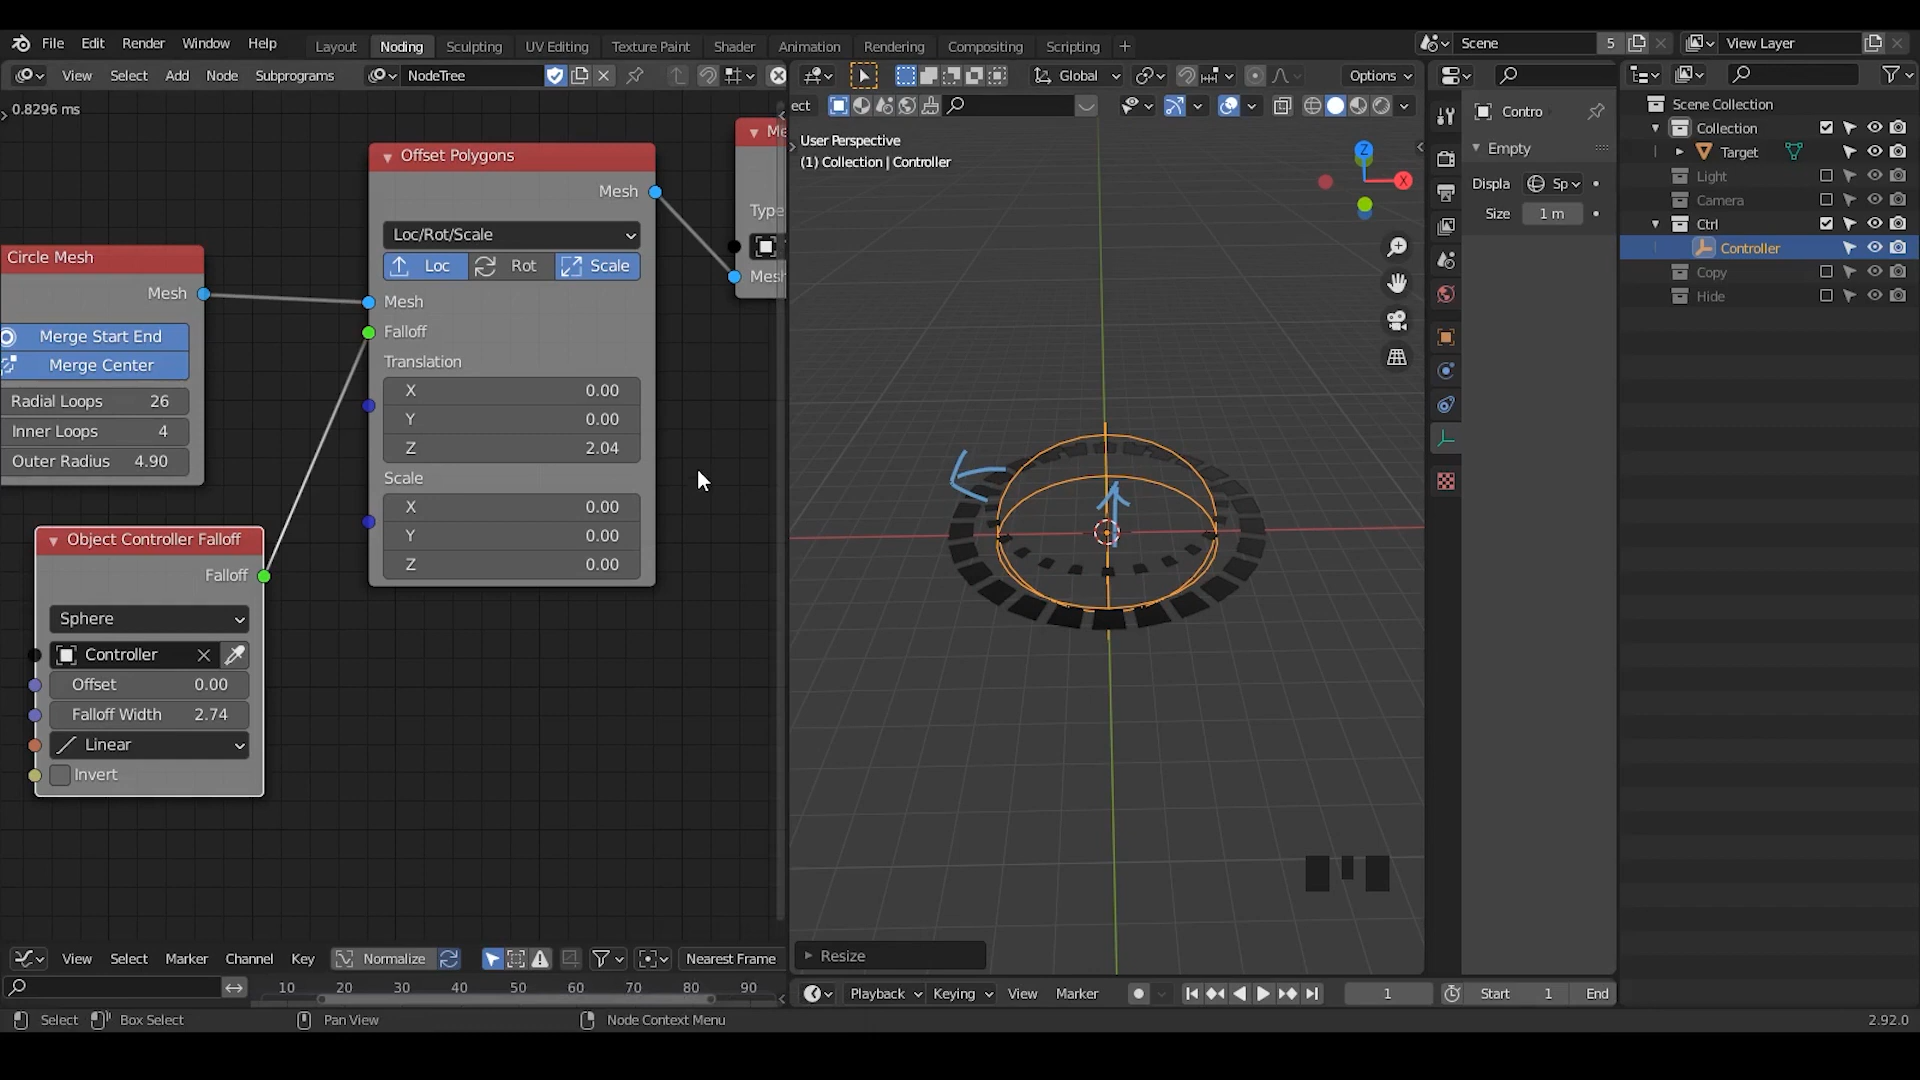 File Edit Render Window Help Layout Noding Sculpting UV Editing Texture Paint Shader Animation Rendering Compositing Scripting + Scene 5 View Layer
View Select Add Node Subprograms NodeTree Global Options
0.8296 ms
ect
User Perspective
(1) Collection | Controller
Z
X
Offset Polygons
Mesh
Loc/Rot/Scale
Loc Rot Scale
Mesh
Falloff
Translation
X 0.00
Y 0.00
Z 2.04
Scale
X 0.00
Y 0.00
Z 0.00
Me
Type
Mesh
Circle Mesh
Mesh
Merge Start End
Merge Center
Radial Loops 26
Inner Loops 4
Outer Radius 4.90
Object Controller Falloff
Falloff
Sphere
Controller
Offset 0.00
Falloff Width 2.74
Linear
Invert
Resize
Contro
Empty
Displa Sp
Size 1 m
Scene Collection
Collection
Target
Light
Camera
Ctrl
Controller
Copy
Hide
View Select Marker Channel Key Normalize Nearest Frame
10 20 30 40 50 60 70 80 90
Playback Keying View Marker 1 Start 1 End
Select Box Select Pan View Node Context Menu 2.92.0